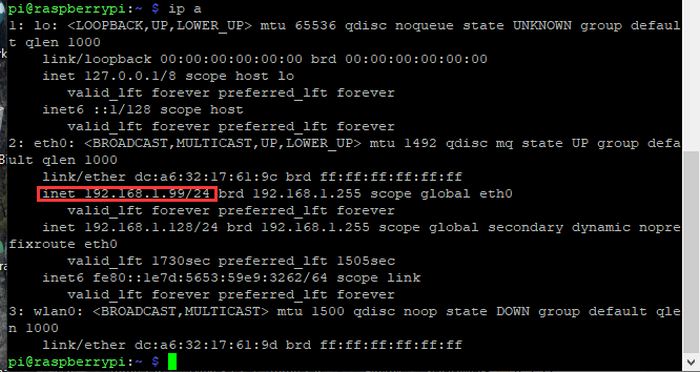 pi@raspberrypi:~ $ ip a
1: lo: <LOOPBACK,UP,LOWER_UP> mtu 65536 qdisc noqueue state UNKNOWN group defaul
t qlen 1000
    link/loopback 00:00:00:00:00:00 brd 00:00:00:00:00:00
    inet 127.0.0.1/8 scope host lo
       valid_lft forever preferred_lft forever
    inet6 ::1/128 scope host
       valid_lft forever preferred_lft forever
2: eth0: <BROADCAST,MULTICAST,UP,LOWER_UP> mtu 1492 qdisc mq state UP group defa
ult qlen 1000
    link/ether dc:a6:32:17:61:9c brd ff:ff:ff:ff:ff:ff
    inet 192.168.1.99/24 brd 192.168.1.255 scope global eth0
       valid_lft forever preferred_lft forever
    inet 192.168.1.128/24 brd 192.168.1.255 scope global secondary dynamic nopre
fixroute eth0
       valid_lft 1730sec preferred_lft 1505sec
    inet6 fe80::1e7d:5653:59e9:3262/64 scope link
       valid_lft forever preferred_lft forever
3: wlan0: <BROADCAST,MULTICAST> mtu 1500 qdisc noop state DOWN group default qle
n 1000
    link/ether dc:a6:32:17:61:9d brd ff:ff:ff:ff:ff:ff
pi@raspberrypi:~ $